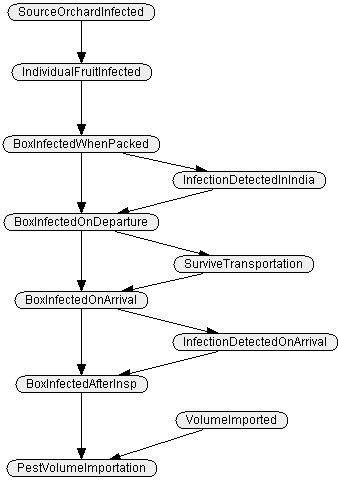 SourceOrchardInfected
IndividualFruitInfected
BoxInfectedWhenPacked
InfectionDetectedInIndia
BoxInfectedOnDeparture
SurviveTransportation
BoxInfectedOnArrival
InfectionDetectedOnArrival
BoxInfectedAfterInsp
VolumeImported
PestVolumeImportation